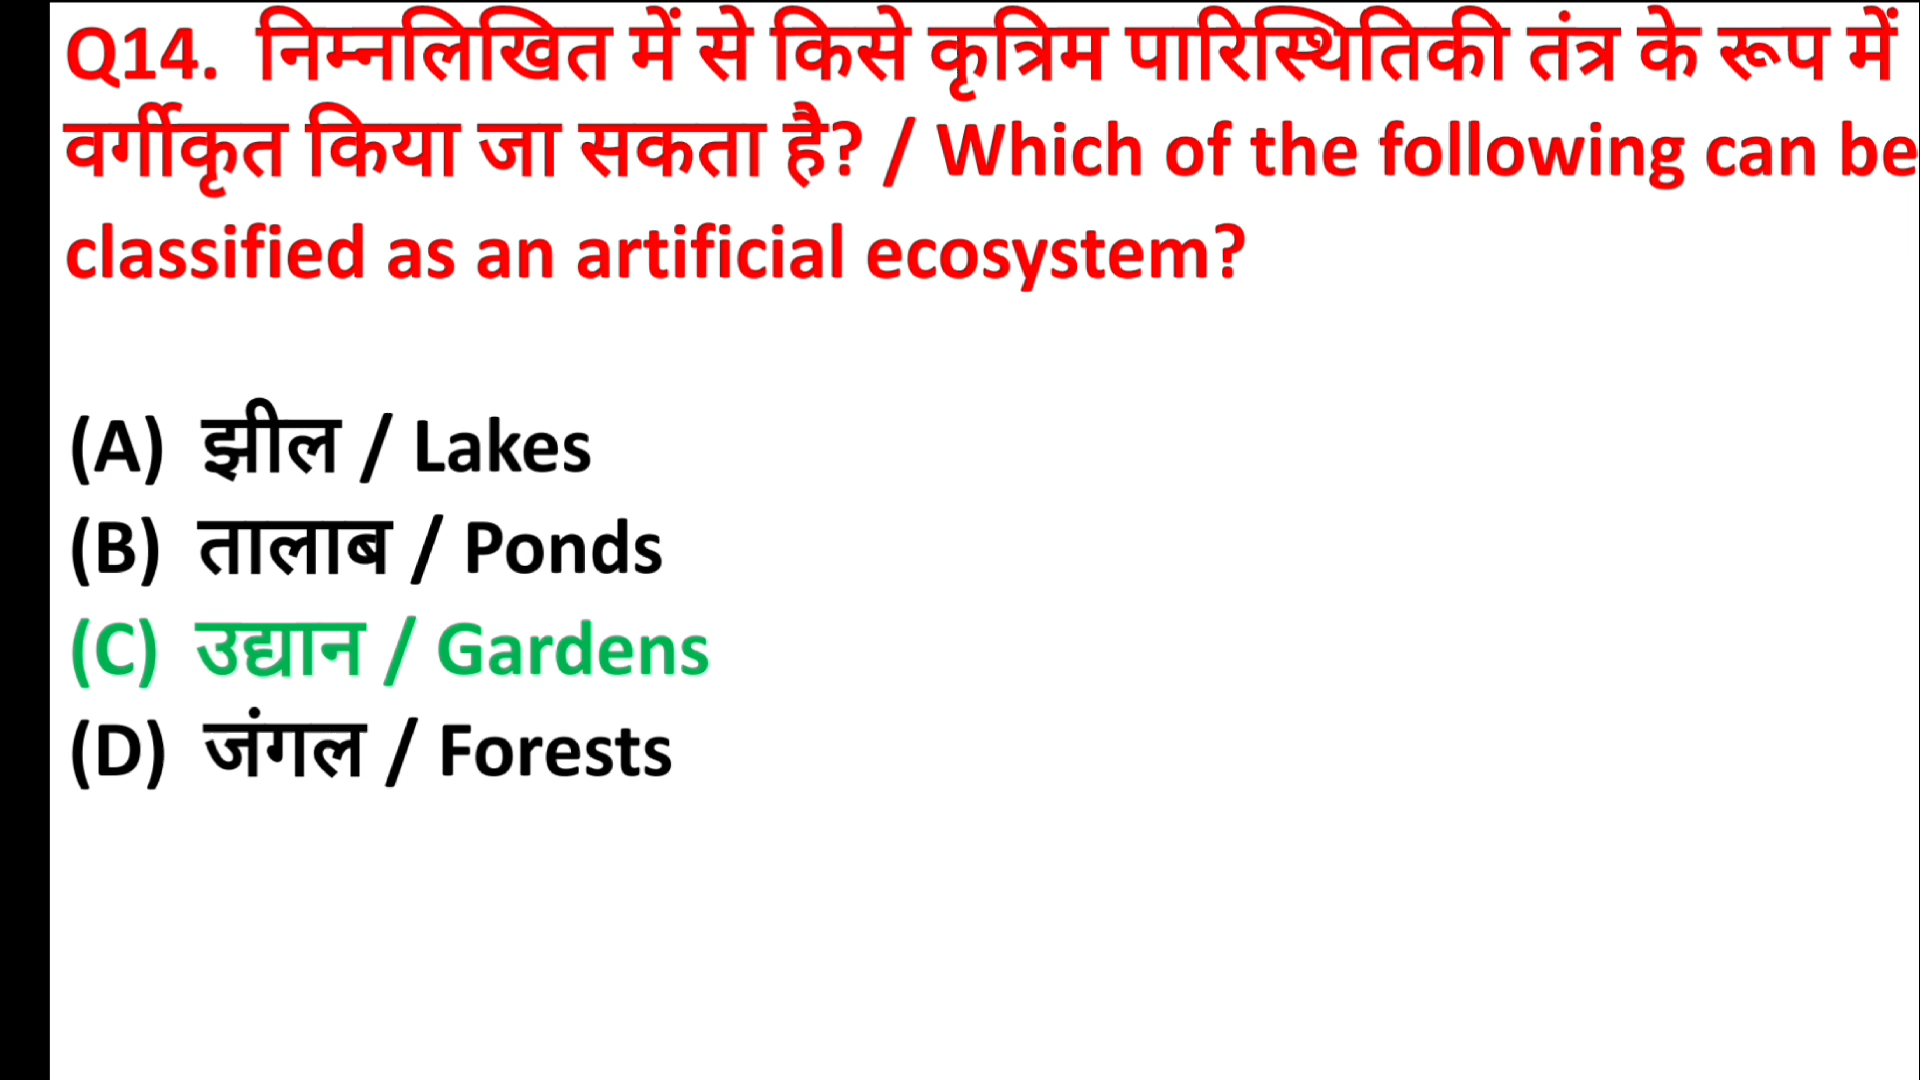 Q14. निम्नलिखित में से किसे कृत्रिम पारिस्थितिकी तंत्र के रूप में
वर्गीकृत किया जा सकता है? / Which of the following can be
classified as an artificial ecosystem?
(A) झील / Lakes
(B) तालाब / Ponds
(C) उद्यान / Gardens
(D) जंगल / Forests